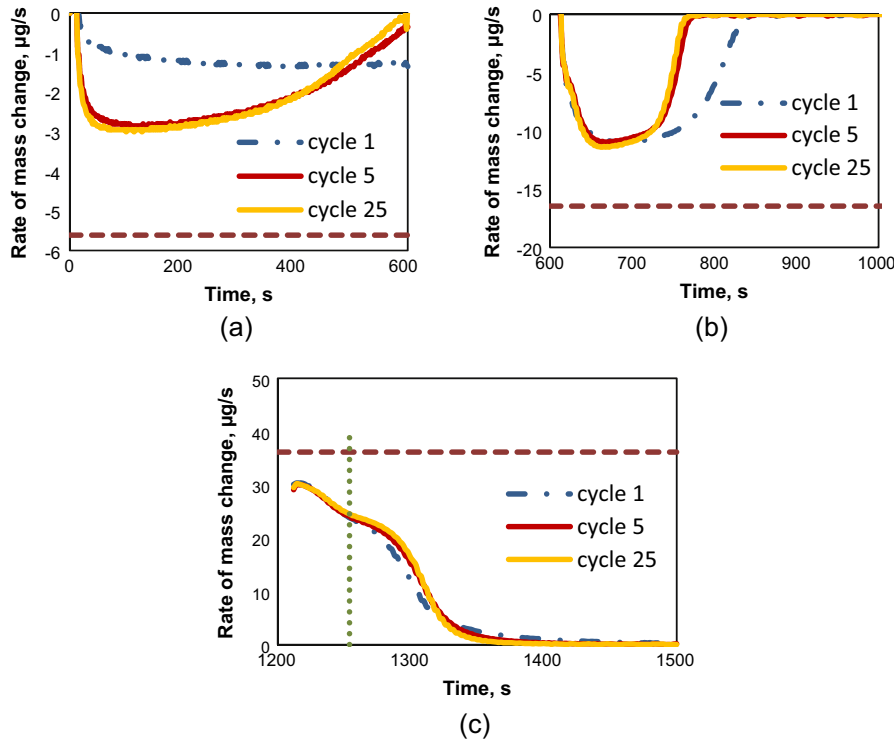 Rate of mass change, µg/s
0
-1
-2
-3
-4
-5
-6
0
200
400
600
Time, s
cycle 1
cycle 5
cycle 25
(a)
Rate of mass change, µg/s
0
-5
-10
-15
-20
600
700
800
900
1000
Time, s
cycle 1
cycle 5
cycle 25
(b)
Rate of mass change, µg/s
50
40
30
20
10
0
1200
1300
1400
1500
Time, s
cycle 1
cycle 5
cycle 25
(c)